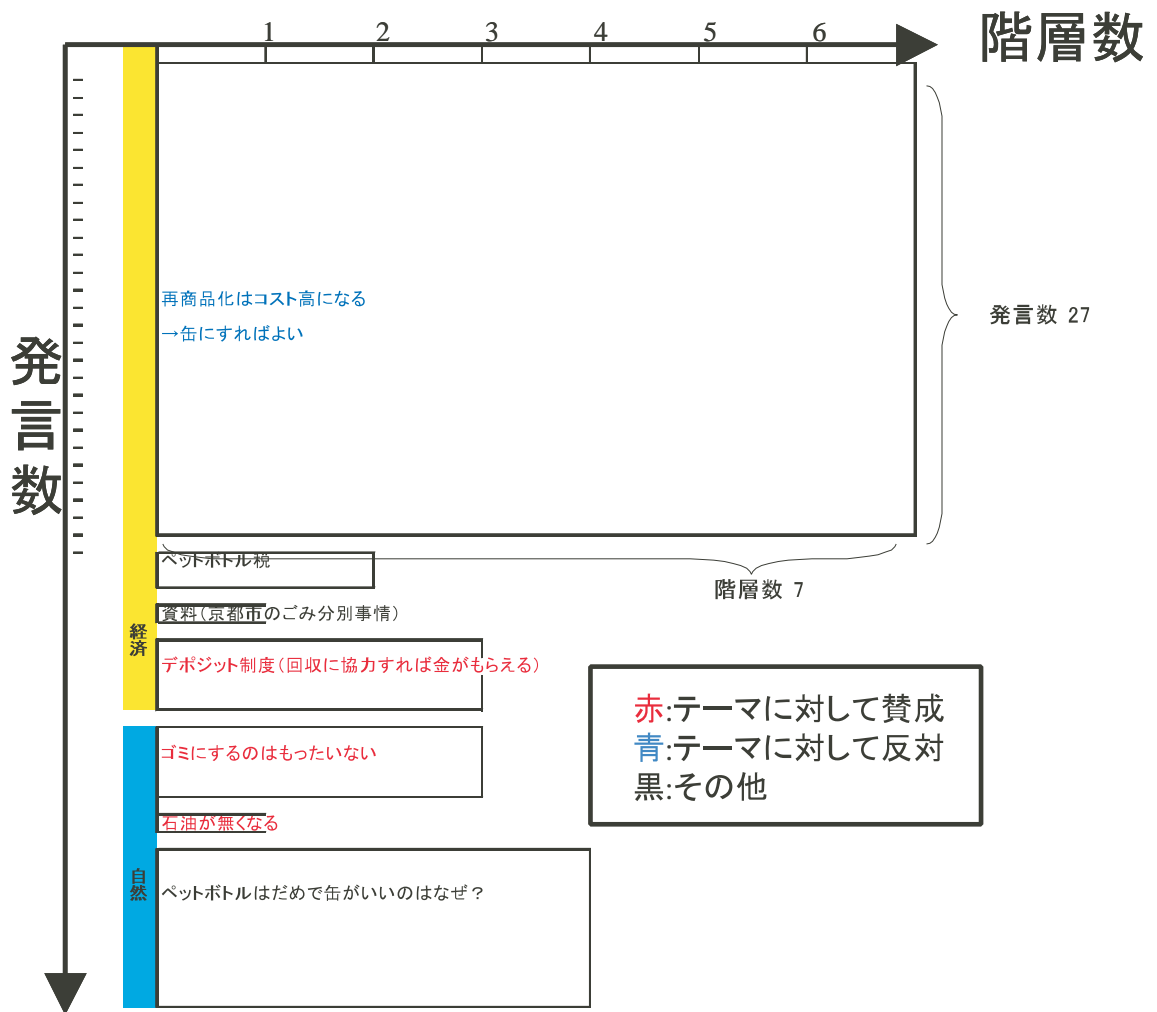 1 2 3 4 5 6
階層数
発言数
再商品化はコスト高になる
→缶にすればよい
発言数 27
ペットボトル税
階層数 7
資料(京都市のごみ分別事情)
経済
デポジット制度(回収に協力すれば金がもらえる)
赤:テーマに対して賛成
青:テーマに対して反対
黒:その他
ゴミにするのはもったいない
石油が無くなる
自然
ペットボトルはだめで缶がいいのはなぜ?